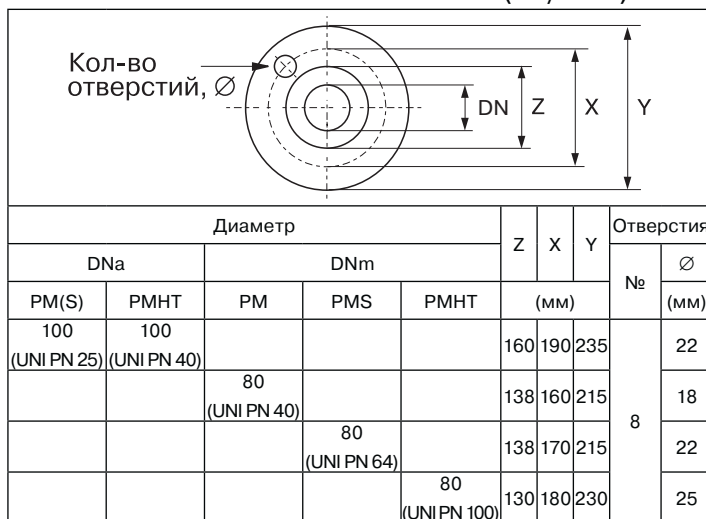 Кол-во
отверстий, ∅
DN Z X Y
Диаметр Z X Y Отверстия
DNa DNm № ∅
PM(S) PMHT PM PMS PMHT (мм) (мм)
100 100
(UNI PN 25) (UNI PN 40) 160 190 235 22
80
(UNI PN 40) 138 160 215 18
8
80
(UNI PN 64) 138 170 215 22
80
(UNI PN 100) 130 180 230 25